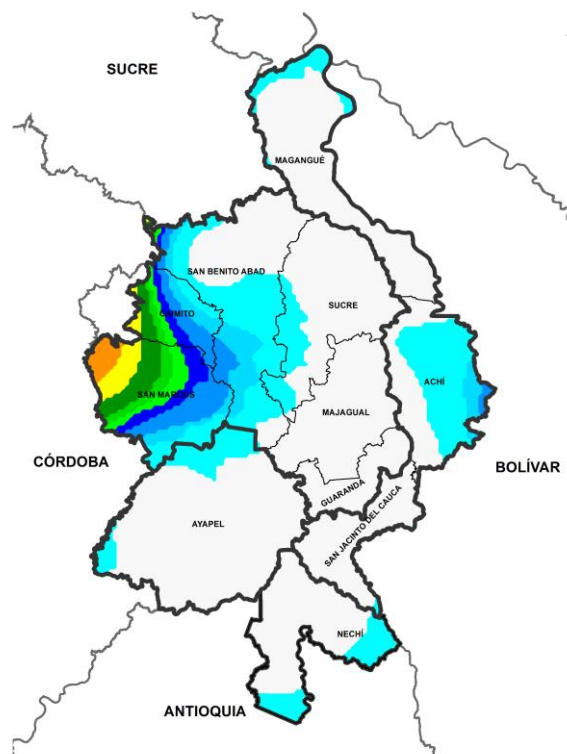 SUCRE
MAGANGUÉ
SAN BENITO ABAD
CAIMITO
SUCRE
SAN MARCOS
ACHÍ
MAJAGUAL
CÓRDOBA
BOLÍVAR
GUARANDA
SAN JACINTO DEL CAUCA
AYAPEL
NECHÍ
ANTIOQUIA